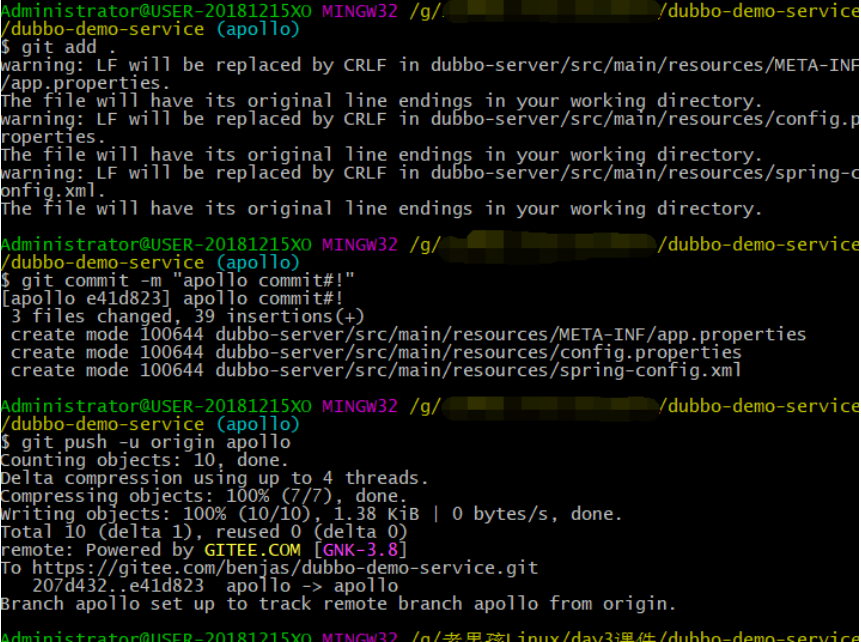 Administrator@USER-20181215XO MINGW32 /g/ /dubbo-demo-service
/dubbo-demo-service (apollo)
$ git add .
warning: LF will be replaced by CRLF in dubbo-server/src/main/resources/META-INF
/app.properties.
The file will have its original line endings in your working directory.
warning: LF will be replaced by CRLF in dubbo-server/src/main/resources/config.p
roperties.
The file will have its original line endings in your working directory.
warning: LF will be replaced by CRLF in dubbo-server/src/main/resources/spring-c
onfig.xml.
The file will have its original line endings in your working directory.
Administrator@USER-20181215XO MINGW32 /g/ /dubbo-demo-service
/dubbo-demo-service (apollo)
$ git commit -m "apollo commit#!"
[apollo e41d823] apollo commit#!
3 files changed, 39 insertions(+)
create mode 100644 dubbo-server/src/main/resources/META-INF/app.properties
create mode 100644 dubbo-server/src/main/resources/config.properties
create mode 100644 dubbo-server/src/main/resources/spring-config.xml
Administrator@USER-20181215XO MINGW32 /g/ /dubbo-demo-service
/dubbo-demo-service (apollo)
$ git push -u origin apollo
Counting objects: 10, done.
Delta compression using up to 4 threads.
Compressing objects: 100% (7/7), done.
Writing objects: 100% (10/10), 1.38 KiB | 0 bytes/s, done.
Total 10 (delta 1), reused 0 (delta 0)
remote: Powered by GITEE.COM [GNK-3.8]
To https://gitee.com/benjas/dubbo-demo-service.git
207d432..e41d823  apollo -> apollo
Branch apollo set up to track remote branch apollo from origin.
Administrator@USER-20181215XO MINGW32 /g/老男孩Linux/day3课件/dubbo-demo-service